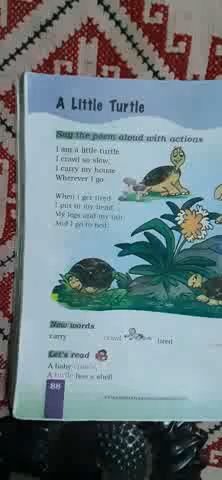 A Little Turtle
Say the poem aloud with actions
I am a little turtle
I crawl so slow,
I carry my house
Wherever I go.
When I get tired
I put in my head,
My legs and my tail
And I go to bed!
New words
carry crawl tired
Let's read
A baby
A turtle has a shell
88